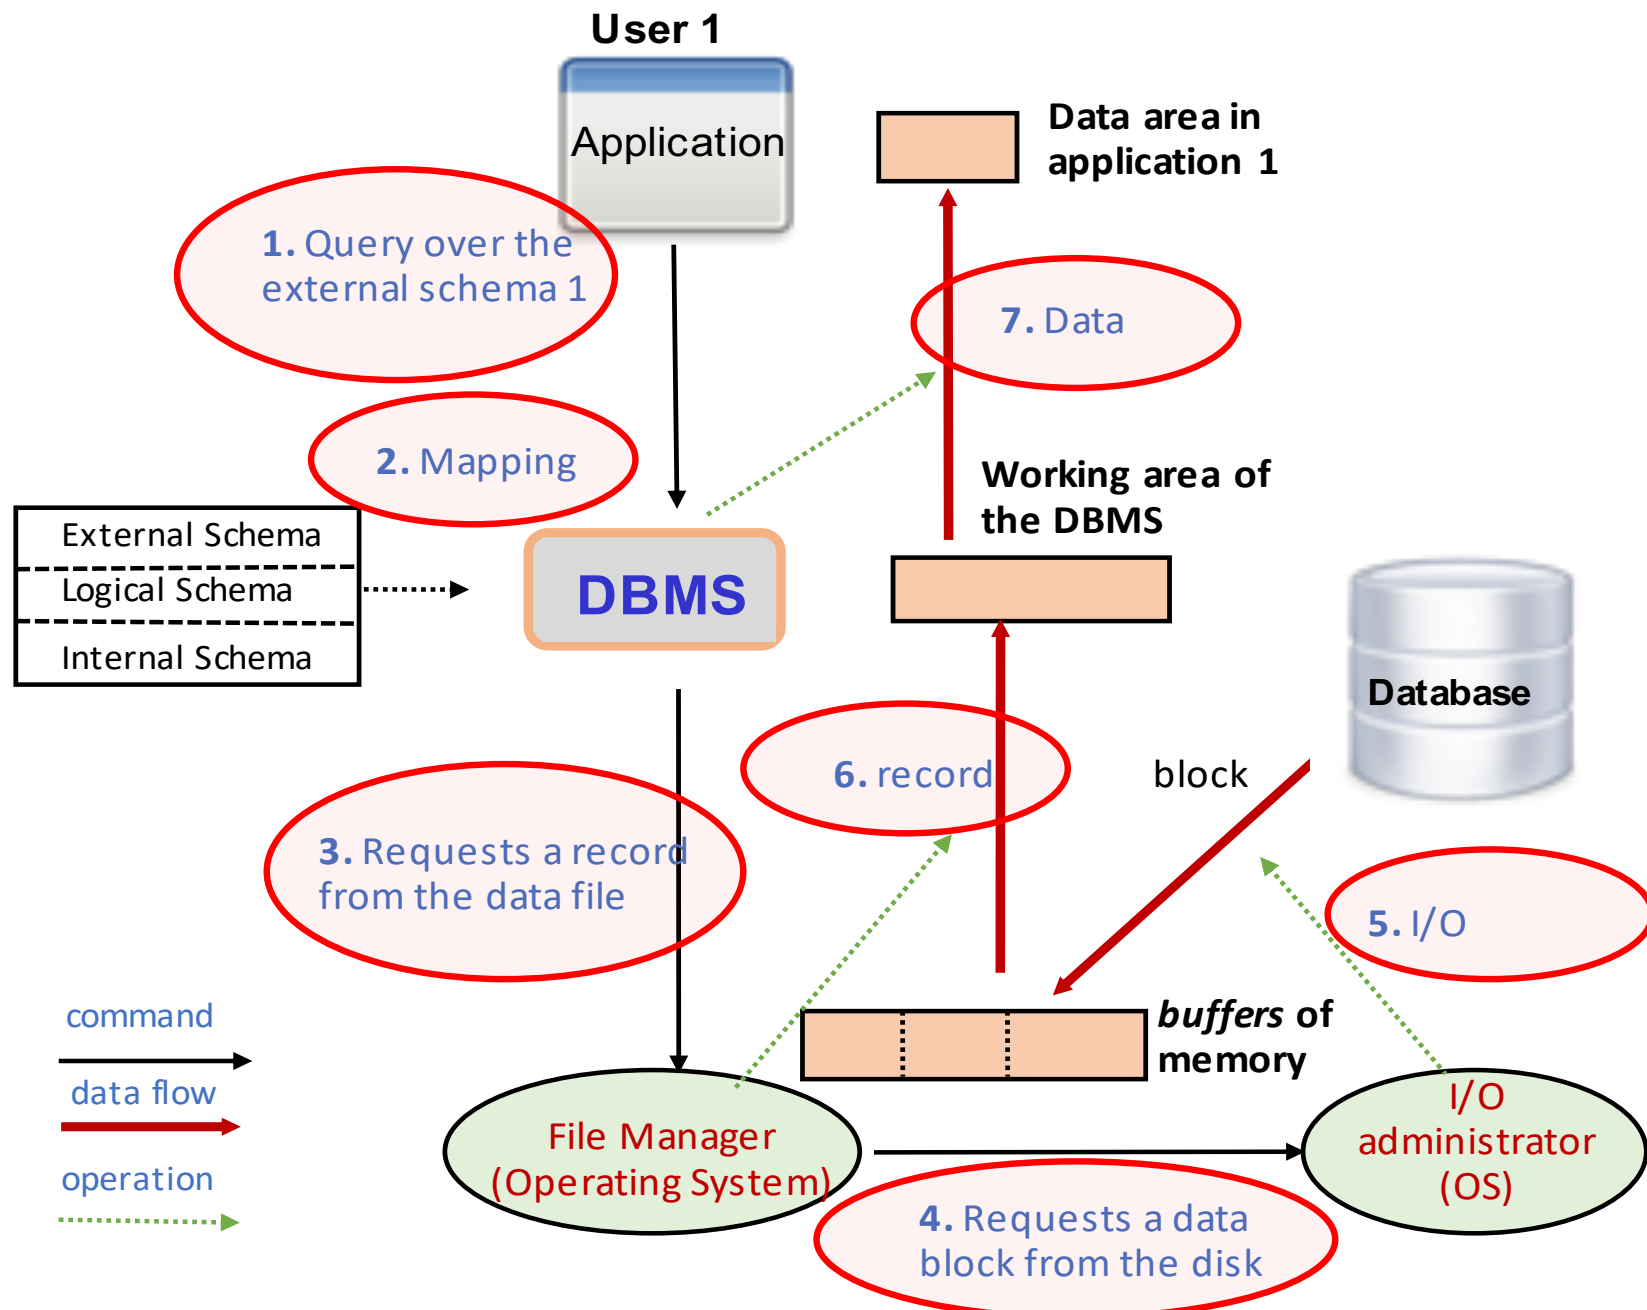 User 1
Application
Data area in
application 1
1. Query over the
external schema 1
7. Data
2. Mapping
Working area of
the DBMS
External Schema
Logical Schema
Internal Schema
DBMS
Database
6. record
block
3. Requests a record
from the data file
5. I/O
command
data flow
operation
buffers of
memory
File Manager
(Operating System)
I/O
administrator
(OS)
4. Requests a data
block from the disk